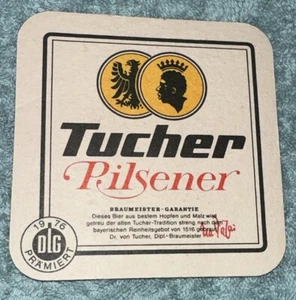 Tucher
Pilsener
BRAUMEISTER-GARANTIE
Dieses Bier aus bestem Hopfen und Malz wird
getreu der alten Tucher-Tradition streng nach dem
bayerischen Reinheitsgebot von 1516 gebraut.
Dr. von Tucher, Dipl.-Braumeister
1976
DLG
PRÄMIERT